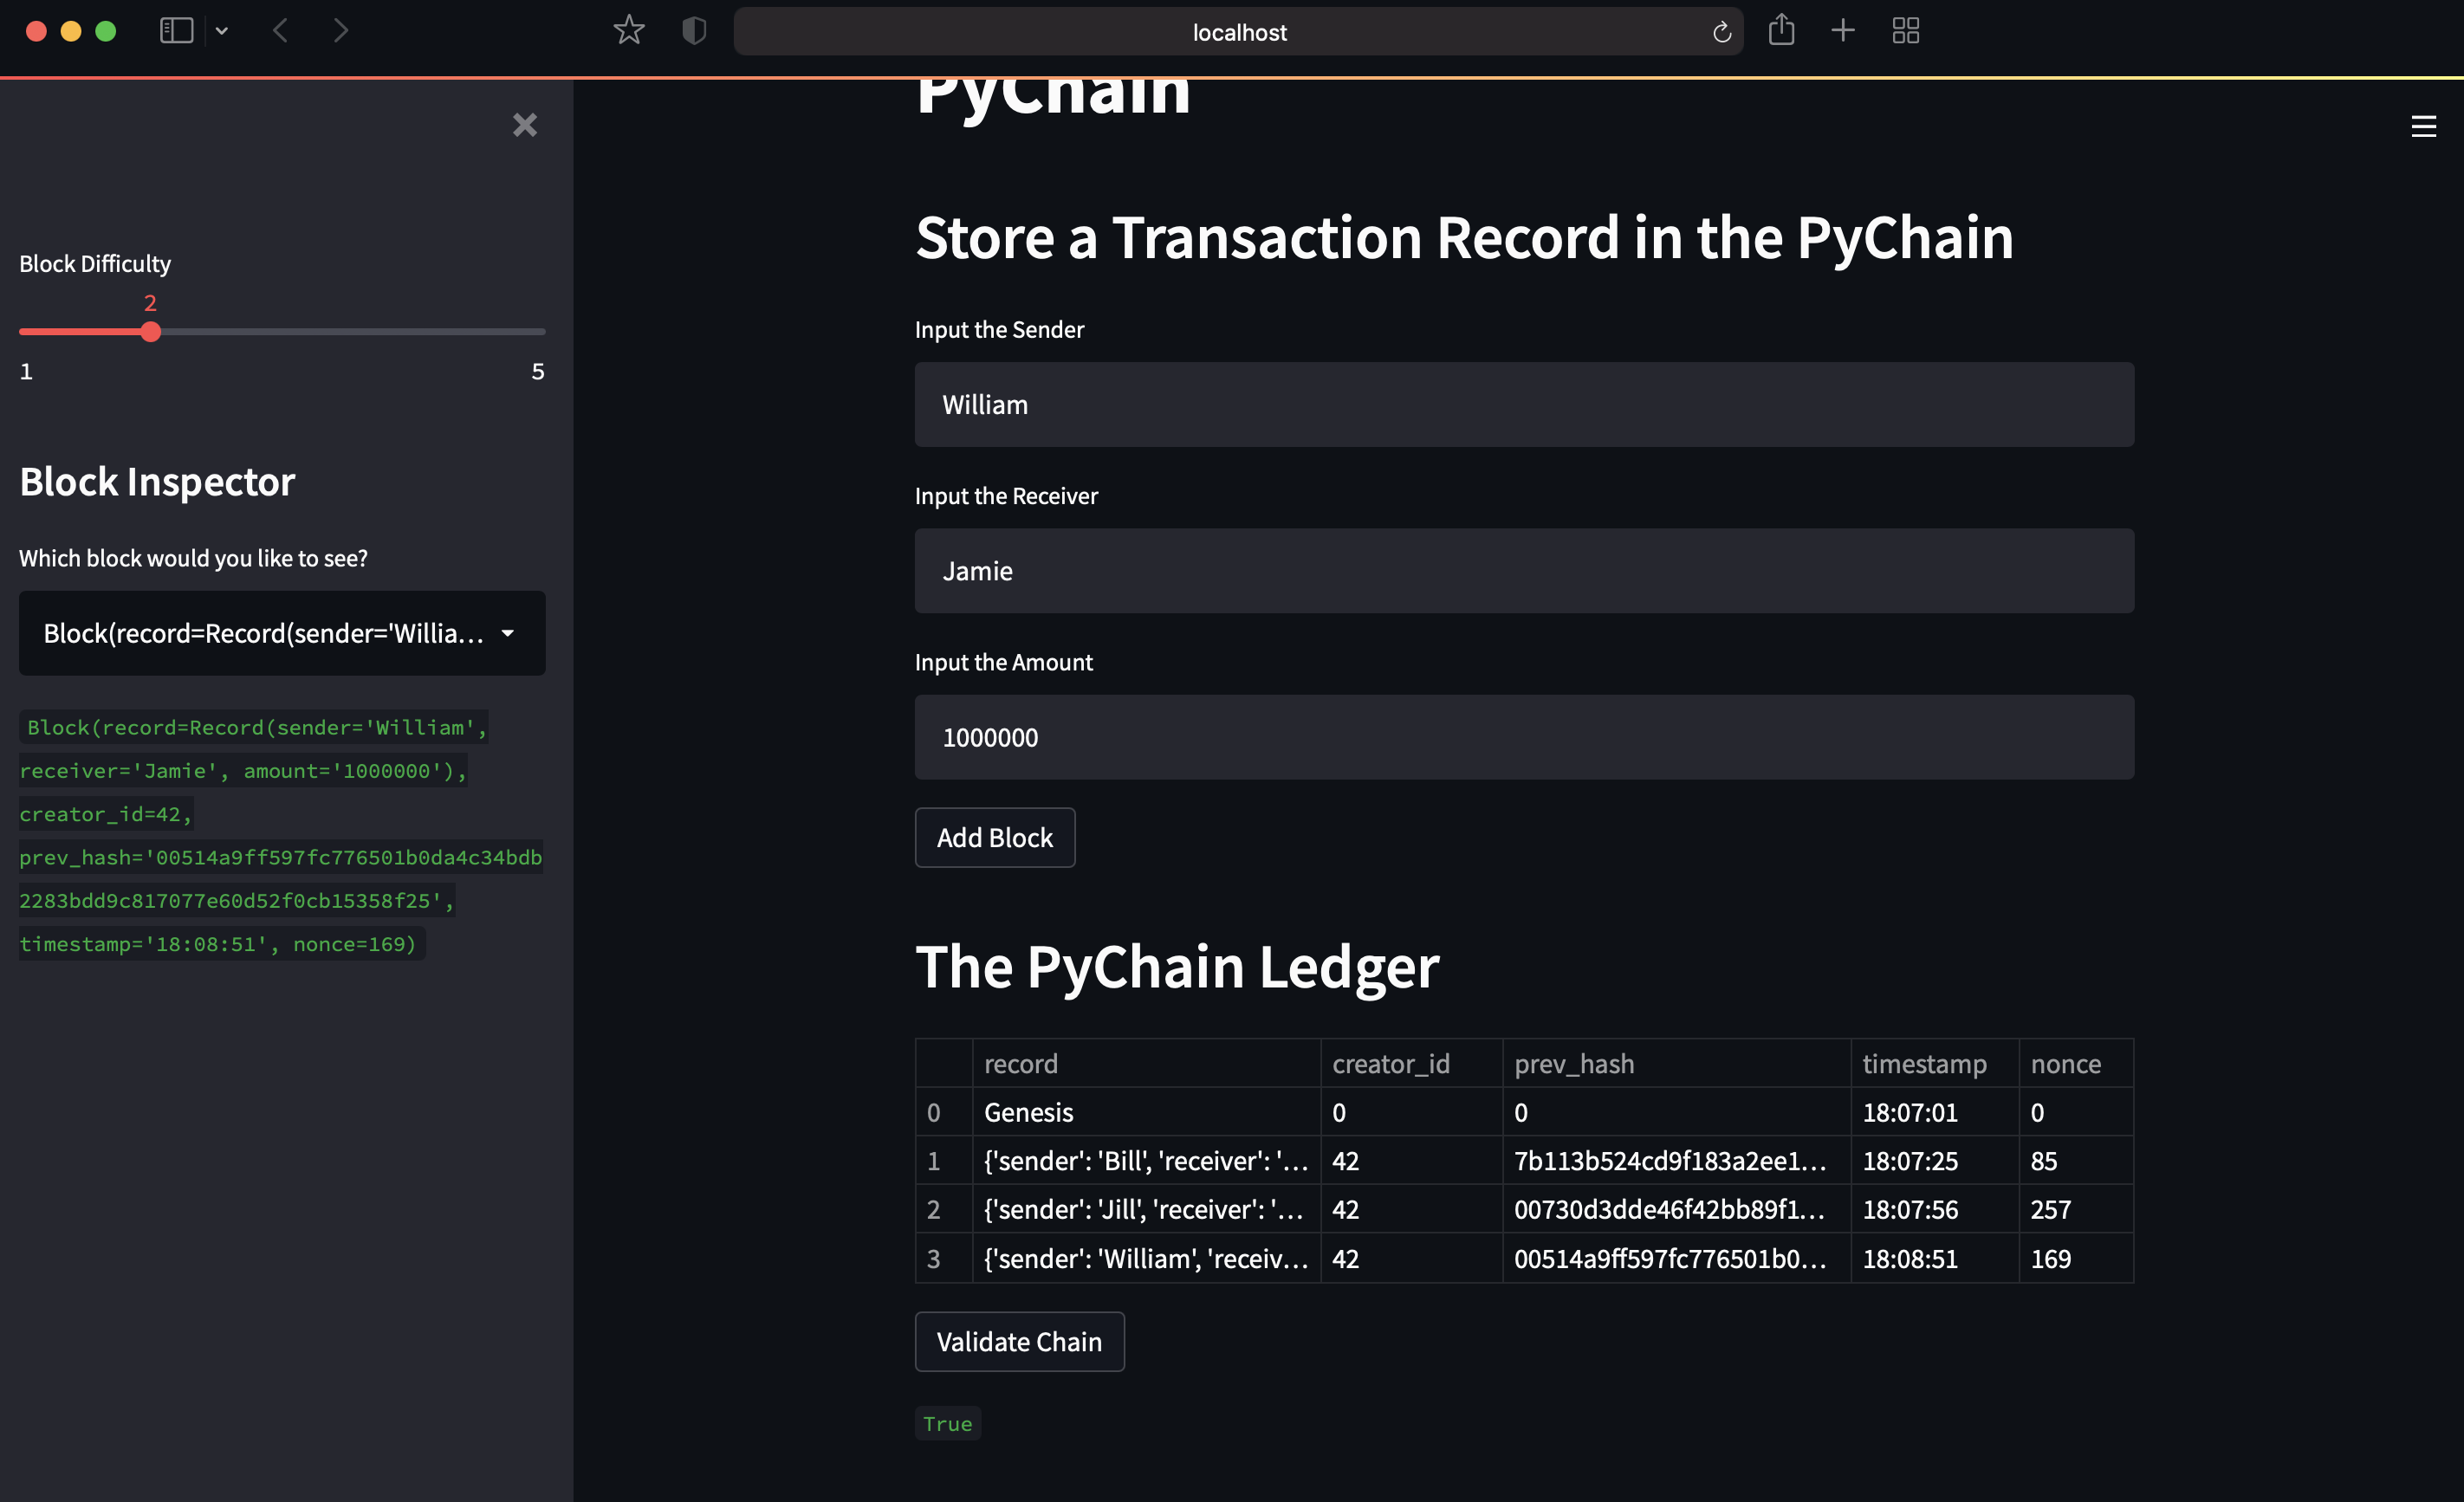 localhost
Block Difficulty
2
1 5
Block Inspector
Which block would you like to see?
Block(record=Record(sender='Willia...
Block(record=Record(sender='William',
receiver='Jamie', amount='1000000'),
creator_id=42,
prev_hash='00514a9ff597fc776501b0da4c34bdb
2283bdd9c817077e60d52f0cb15358f25',
timestamp='18:08:51', nonce=169)
PyChain
Store a Transaction Record in the PyChain
Input the Sender
William
Input the Receiver
Jamie
Input the Amount
1000000
Add Block
The PyChain Ledger
record creator_id prev_hash timestamp nonce
0 Genesis 0 0 18:07:01 0
1 {'sender': 'Bill', 'receiver': '... 42 7b113b524cd9f183a2ee1... 18:07:25 85
2 {'sender': 'Jill', 'receiver': '... 42 00730d3dde46f42bb89f1... 18:07:56 257
3 {'sender': 'William', 'receiv... 42 00514a9ff597fc776501b0... 18:08:51 169
Validate Chain
True